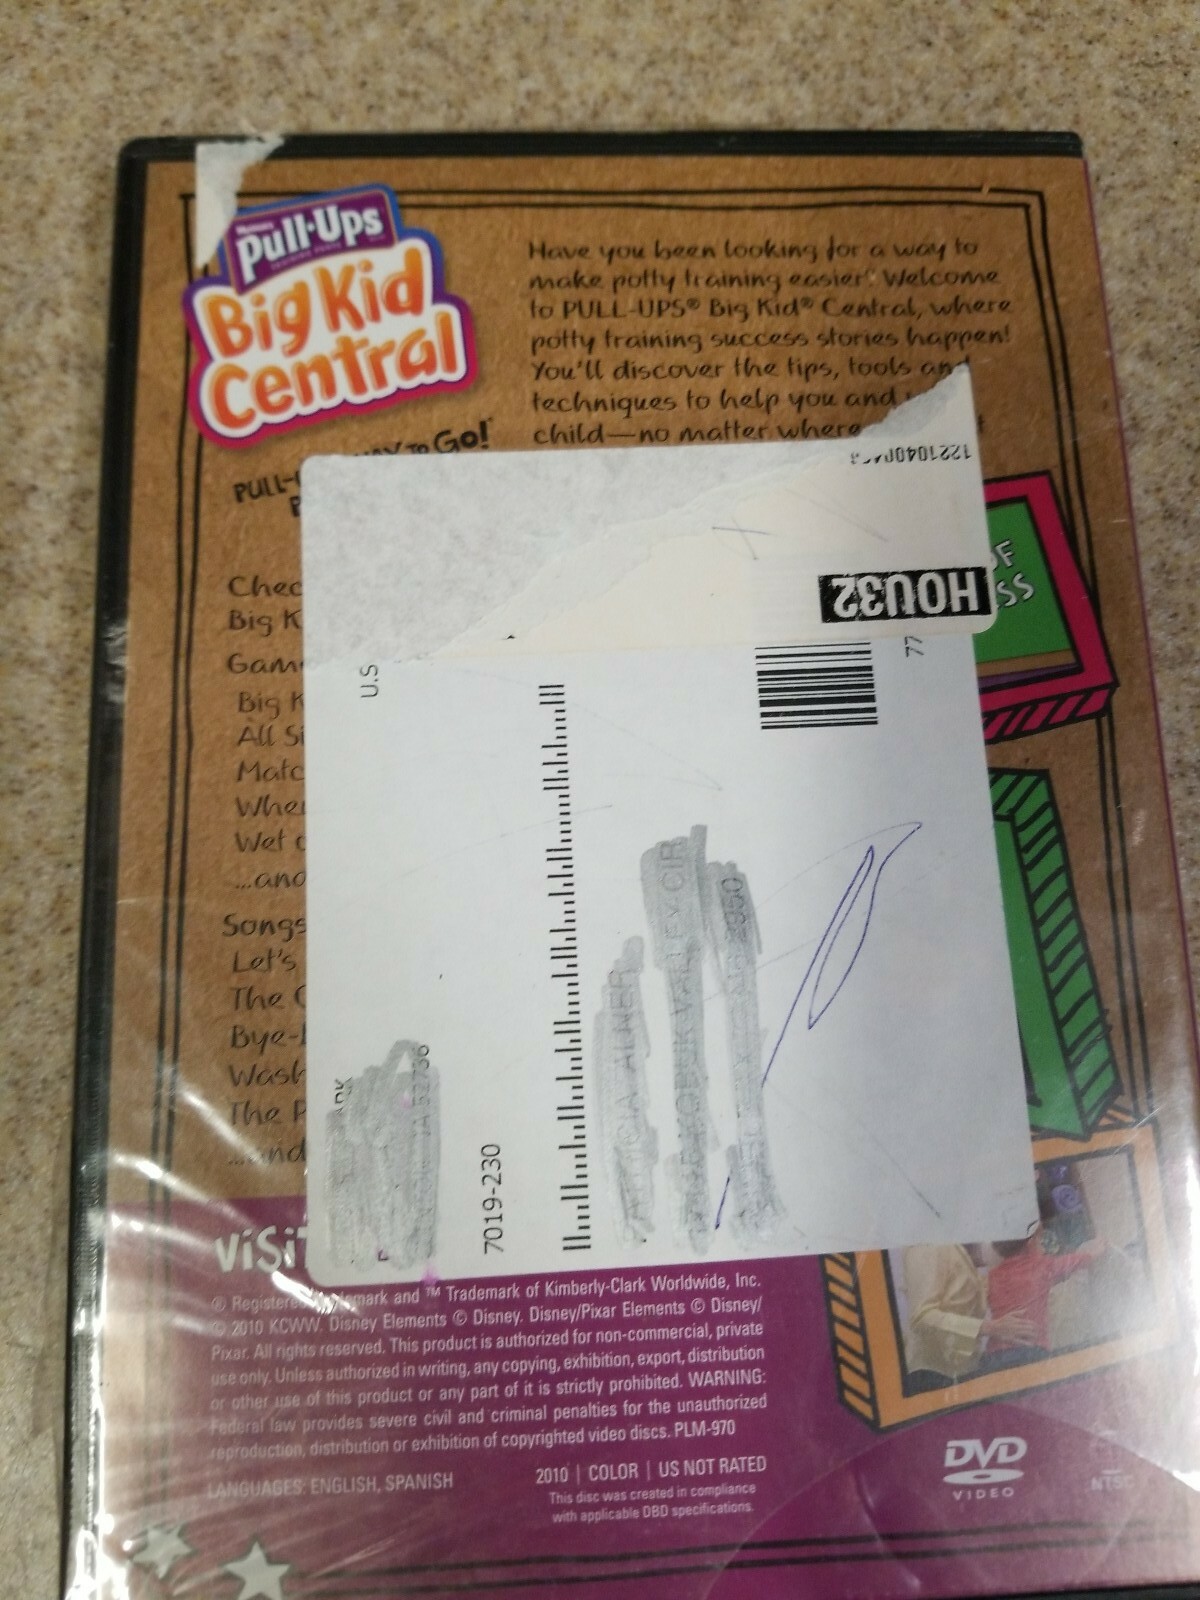 Pull-Ups
Big Kid
Central
WAY TO GO!
PULL-
Have you been looking for a way to
make potty training easier? Welcome
to PULL-UPS® Big Kid® Central, where
potty training success stories happen!
You'll discover the tips, tools and
techniques to help you and
child—no matter where
Chec
Big K
Gam
Big K
All Si
Matc
Whe
Wet
...and
Songs
Let's
The
Bye-
Wash
The P
...and
OF
SS
HOU32
U.S
77
7019-230
ViSiT
® Registered Trademark and ™ Trademark of Kimberly-Clark Worldwide, Inc.
© 2010 KCWW. Disney Elements © Disney. Disney/Pixar Elements © Disney/
Pixar. All rights reserved. This product is authorized for non-commercial, private
use only. Unless authorized in writing, any copying, exhibition, export, distribution
or other use of this product or any part of it is strictly prohibited. WARNING:
Federal law provides severe civil and criminal penalties for the unauthorized
reproduction, distribution or exhibition of copyrighted video discs. PLM-970
LANGUAGES: ENGLISH, SPANISH
2010 | COLOR | US NOT RATED
This disc was created in compliance
with applicable DBD specifications.
DVD
VIDEO
NTSC